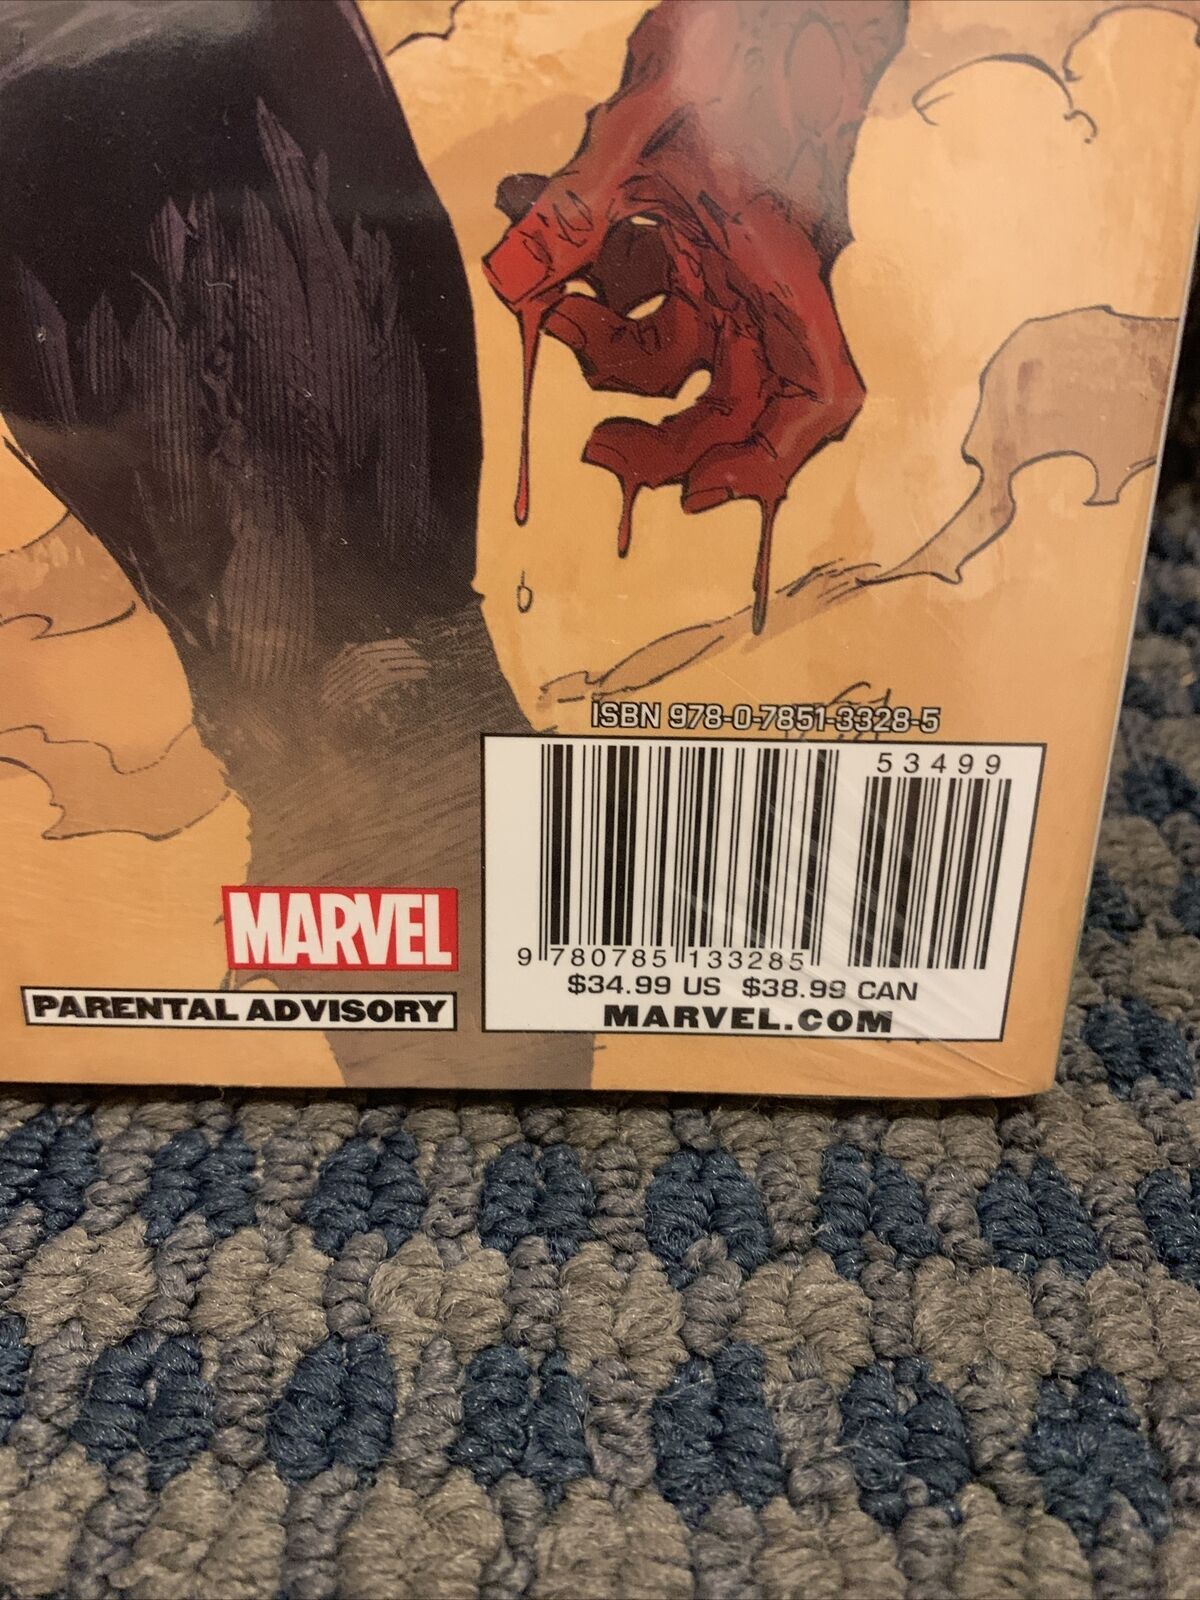 ISBN 978-0-7851-3328-5
53499
9 780785 133285
$34.99 US $38.99 CAN
MARVEL.COM
MARVEL
PARENTAL ADVISORY